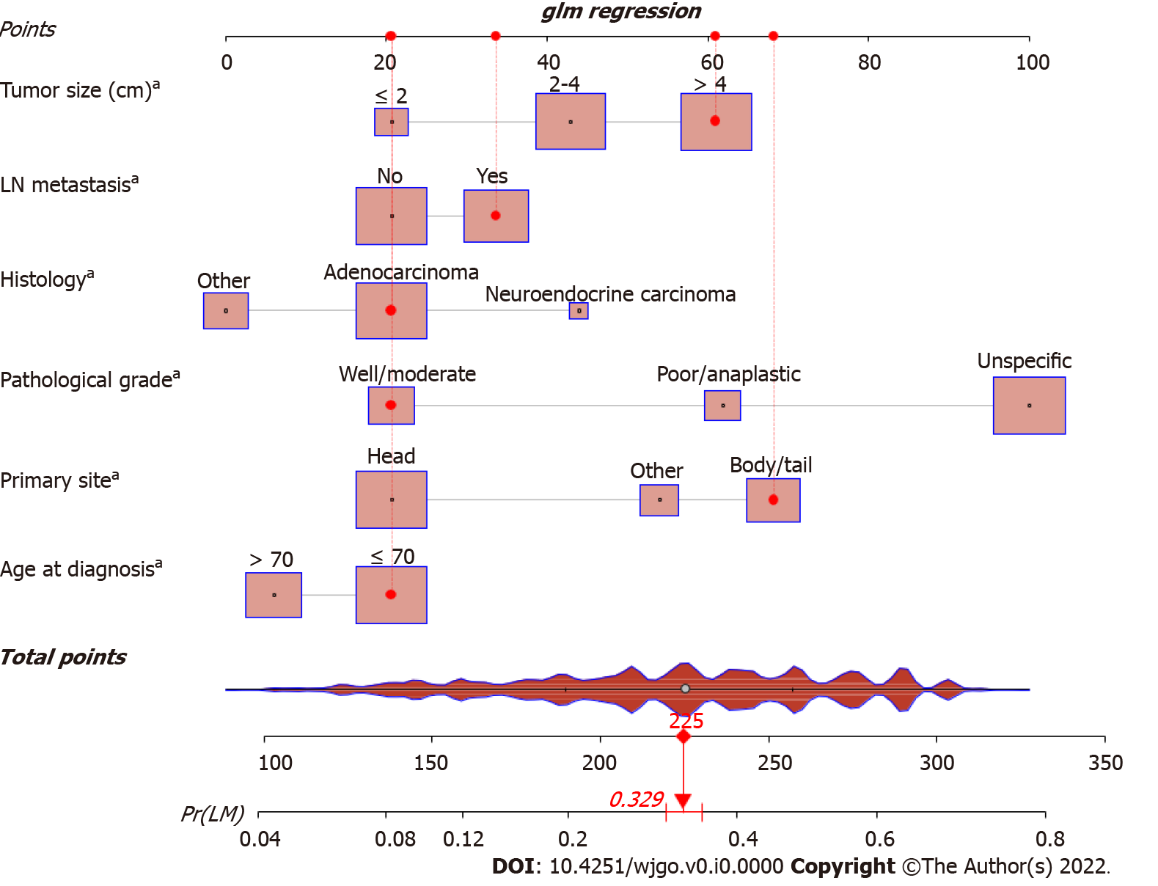 glm regression
Points
0 20 40 60 80 100
Tumor size (cm)a
≤ 2 2-4 > 4
LN metastasisa
No Yes
Histologya
Other Adenocarcinoma Neuroendocrine carcinoma
Pathological gradea
Well/moderate Poor/anaplastic Unspecific
Primary sitea
Head Other Body/tail
Age at diagnosisa
> 70 ≤ 70
Total points
225
100 150 200 250 300 350
0.329
Pr(LM)
0.04 0.08 0.12 0.2 0.4 0.6 0.8
DOI: 10.4251/wjgo.v0.i0.0000 Copyright ©The Author(s) 2022.